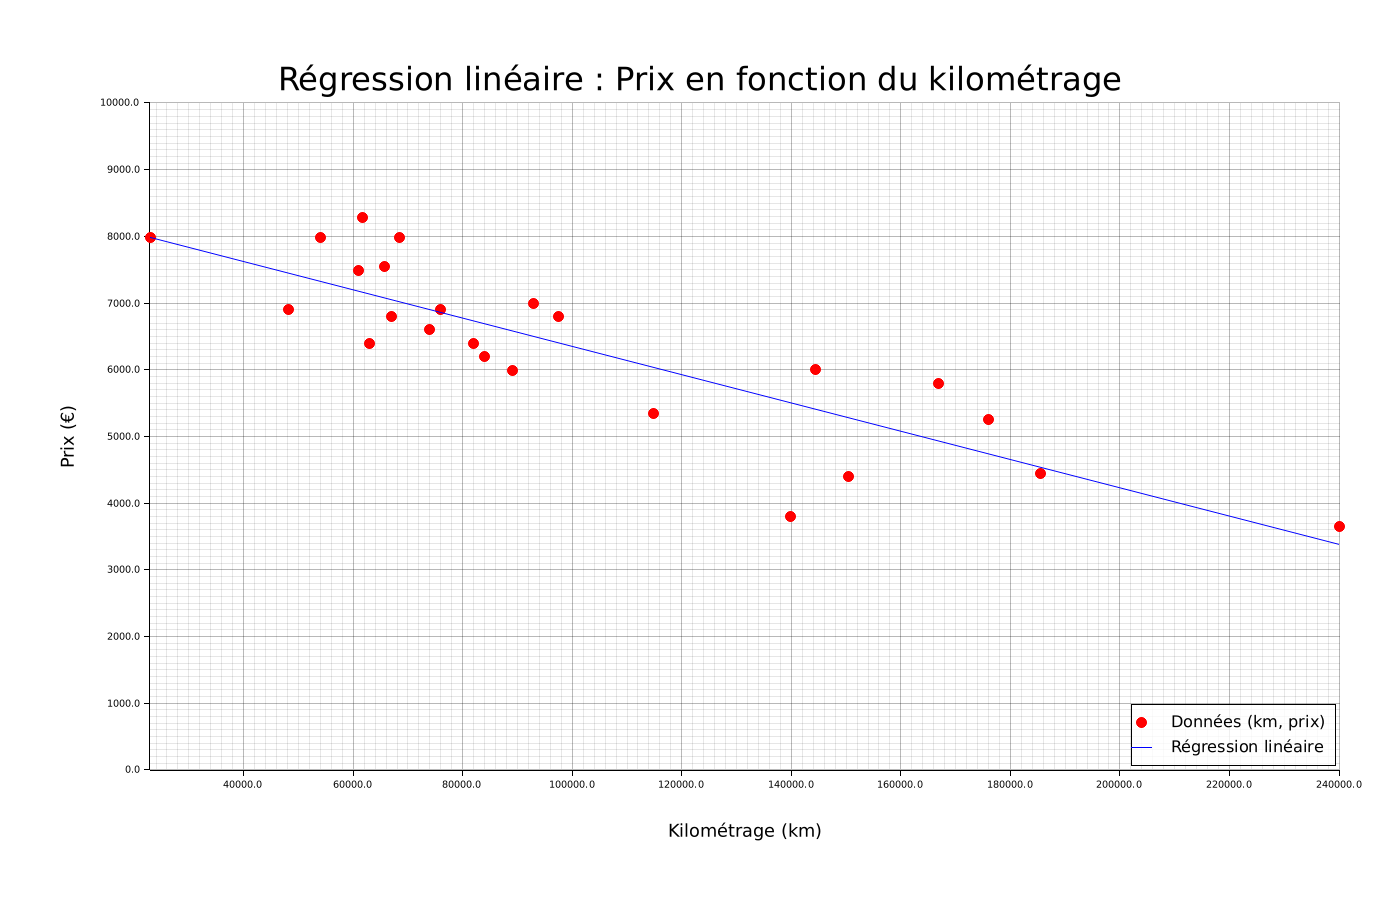 Régression linéaire : Prix en fonction du kilométrage
10000.0
9000.0
8000.0
7000.0
6000.0
5000.0
4000.0
3000.0
2000.0
1000.0
0.0
Prix (€)
Données (km, prix)
Régression linéaire
40000.0 60000.0 80000.0 100000.0 120000.0 140000.0 160000.0 180000.0 200000.0 220000.0 240000.0
Kilométrage (km)